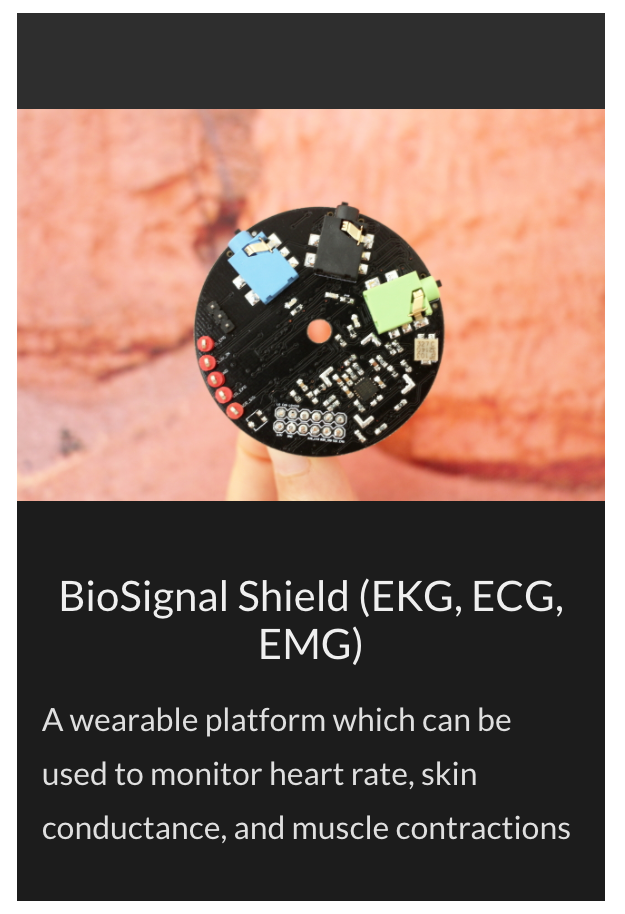 BioSignal Shield (EKG, ECG,
EMG)
A wearable platform which can be
used to monitor heart rate, skin
conductance, and muscle contractions